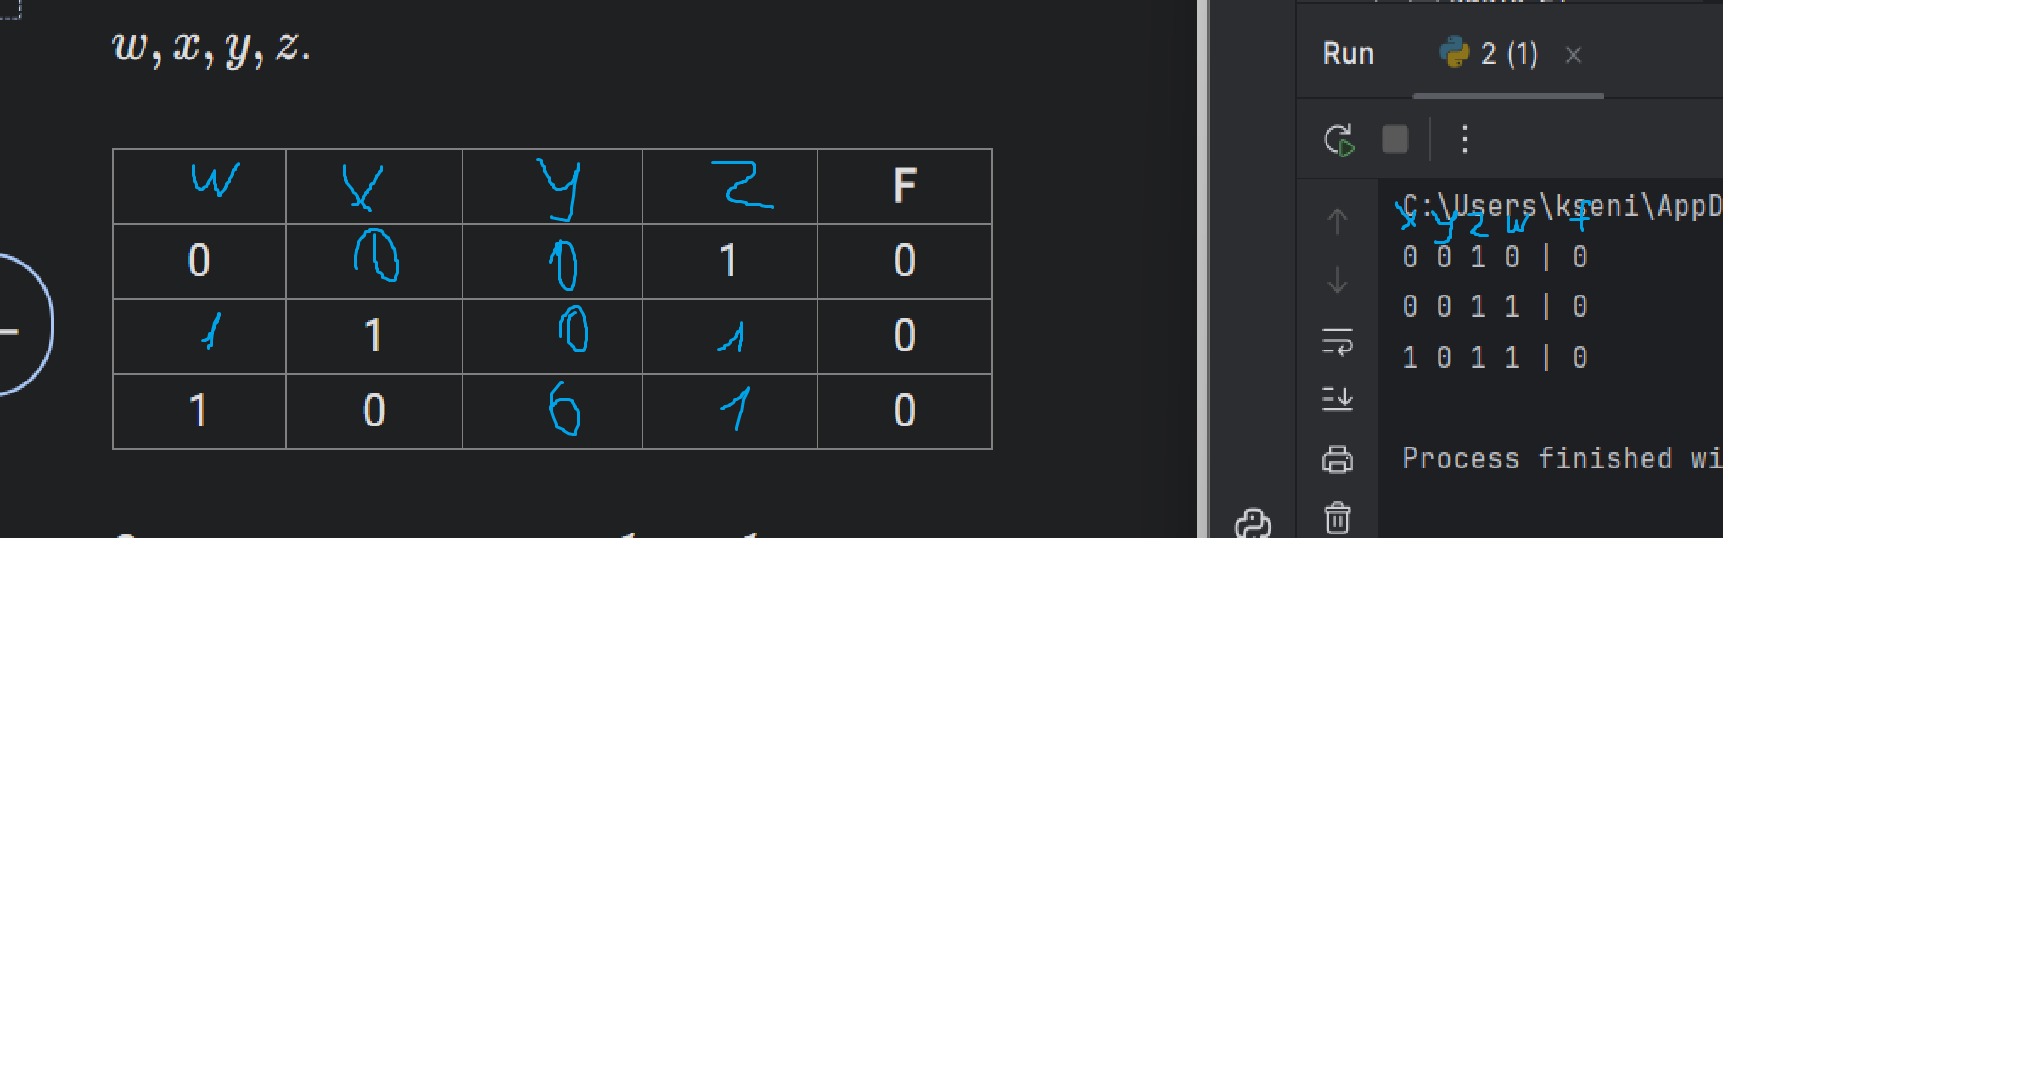 w, x, y, z.
w x y z F
0 0 0 1 0
1 1 0 1 0
1 0 0 1 0
Run 2 (1)
C:\Users\kseni\AppD
x y z w f
0 0 1 0 | 0
0 0 1 1 | 0
1 0 1 1 | 0
Process finished wi